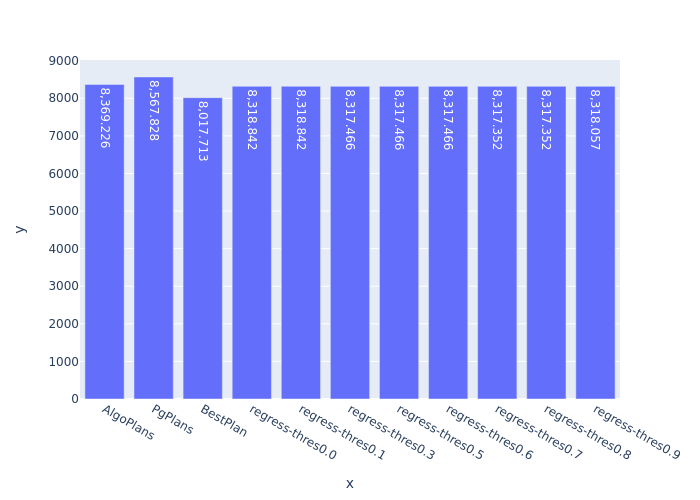 9000
8000
7000
6000
5000
4000
3000
2000
1000
0
y
8,369.226
8,567.828
8,017.713
8,318.842
8,318.842
8,317.466
8,317.466
8,317.466
8,317.352
8,317.352
8,318.057
AlgoPlans
PgPlans
BestPlan
regress-thres0.0
regress-thres0.1
regress-thres0.3
regress-thres0.5
regress-thres0.6
regress-thres0.7
regress-thres0.8
regress-thres0.9
x